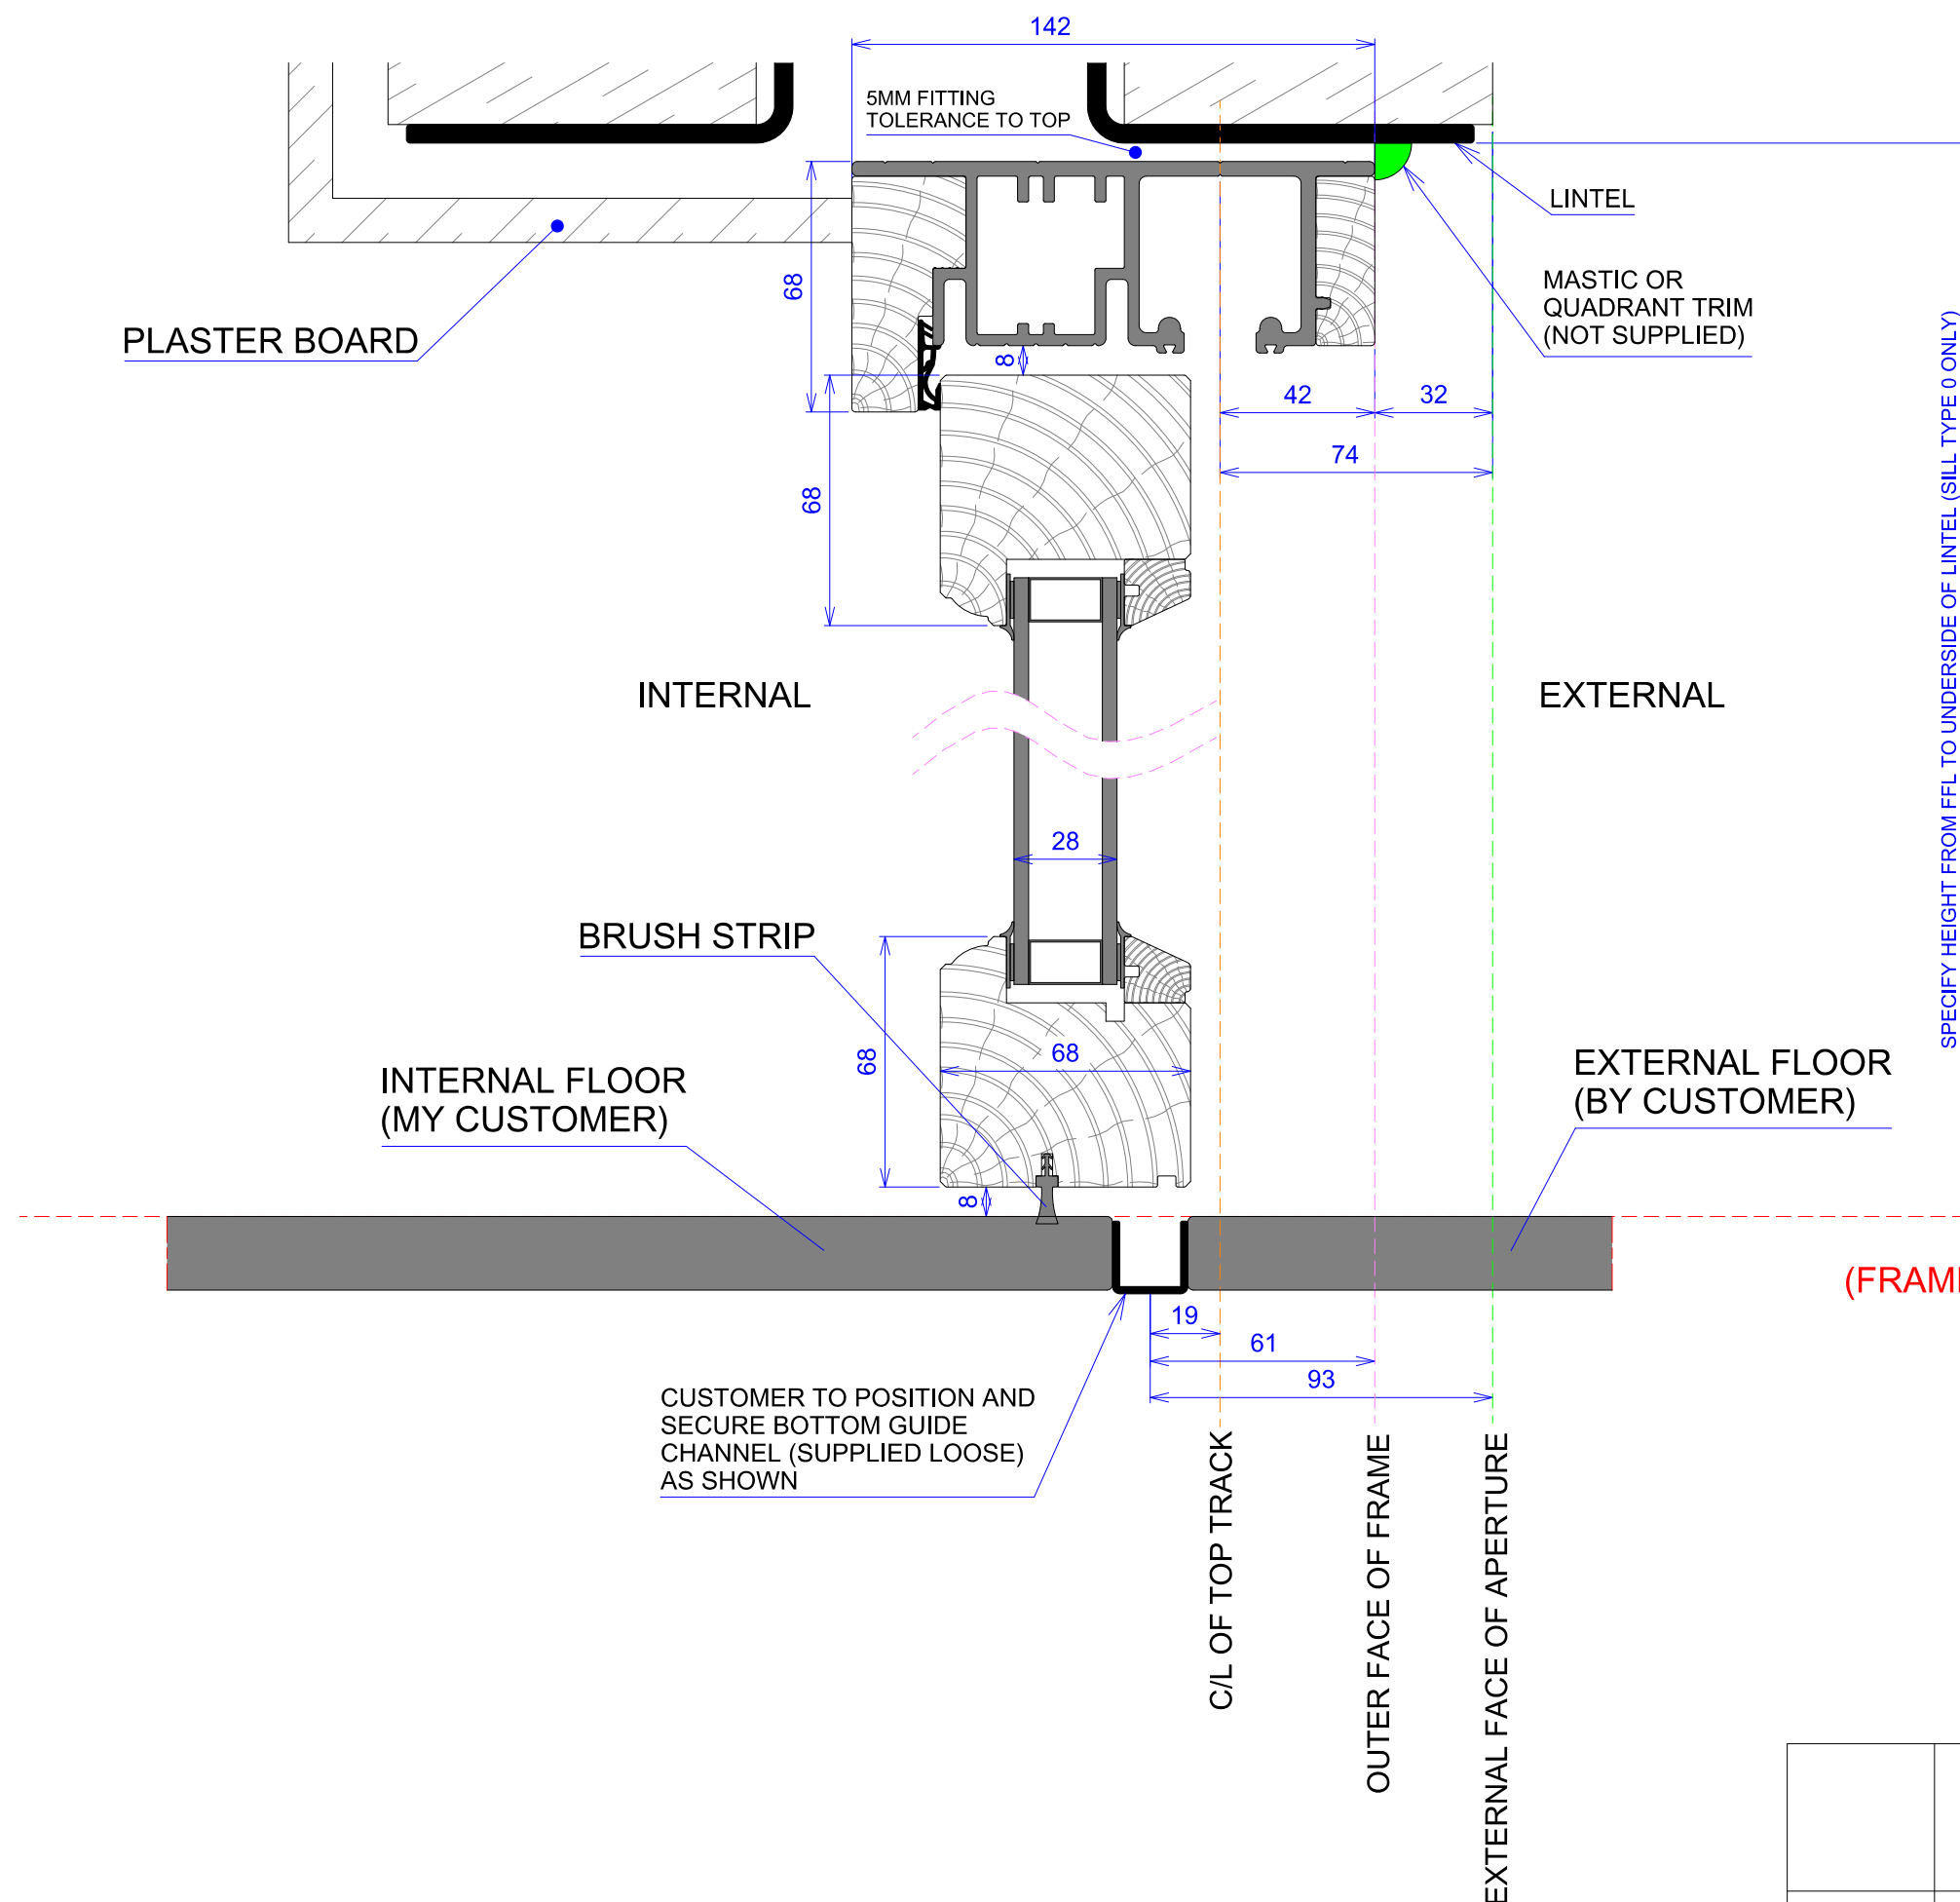 142
5MM FITTING
TOLERANCE TO TOP
LINTEL
MASTIC OR
QUADRANT TRIM
(NOT SUPPLIED)
PLASTER BOARD
68
8
42
32
74
68
SPECIFY HEIGHT FROM FFL TO UNDERSIDE OF LINTEL (SILL TYPE 0 ONLY)
INTERNAL
EXTERNAL
28
BRUSH STRIP
68
68
INTERNAL FLOOR
(MY CUSTOMER)
EXTERNAL FLOOR
(BY CUSTOMER)
8
(FRAM
19
61
93
CUSTOMER TO POSITION AND
SECURE BOTTOM GUIDE
CHANNEL (SUPPLIED LOOSE)
AS SHOWN
C/L OF TOP TRACK
OUTER FACE OF FRAME
EXTERNAL FACE OF APERTURE